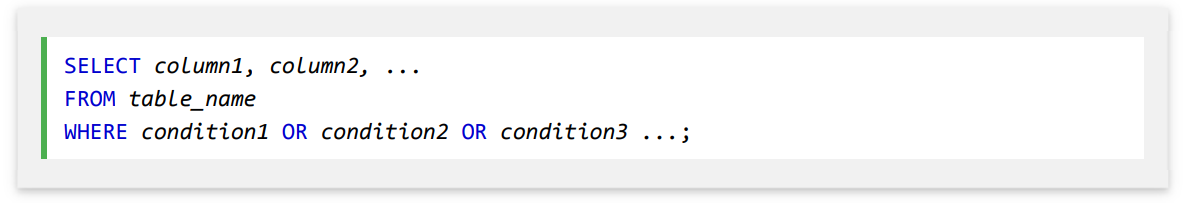 SELECT column1, column2, ...
FROM table_name
WHERE condition1 OR condition2 OR condition3 ...;